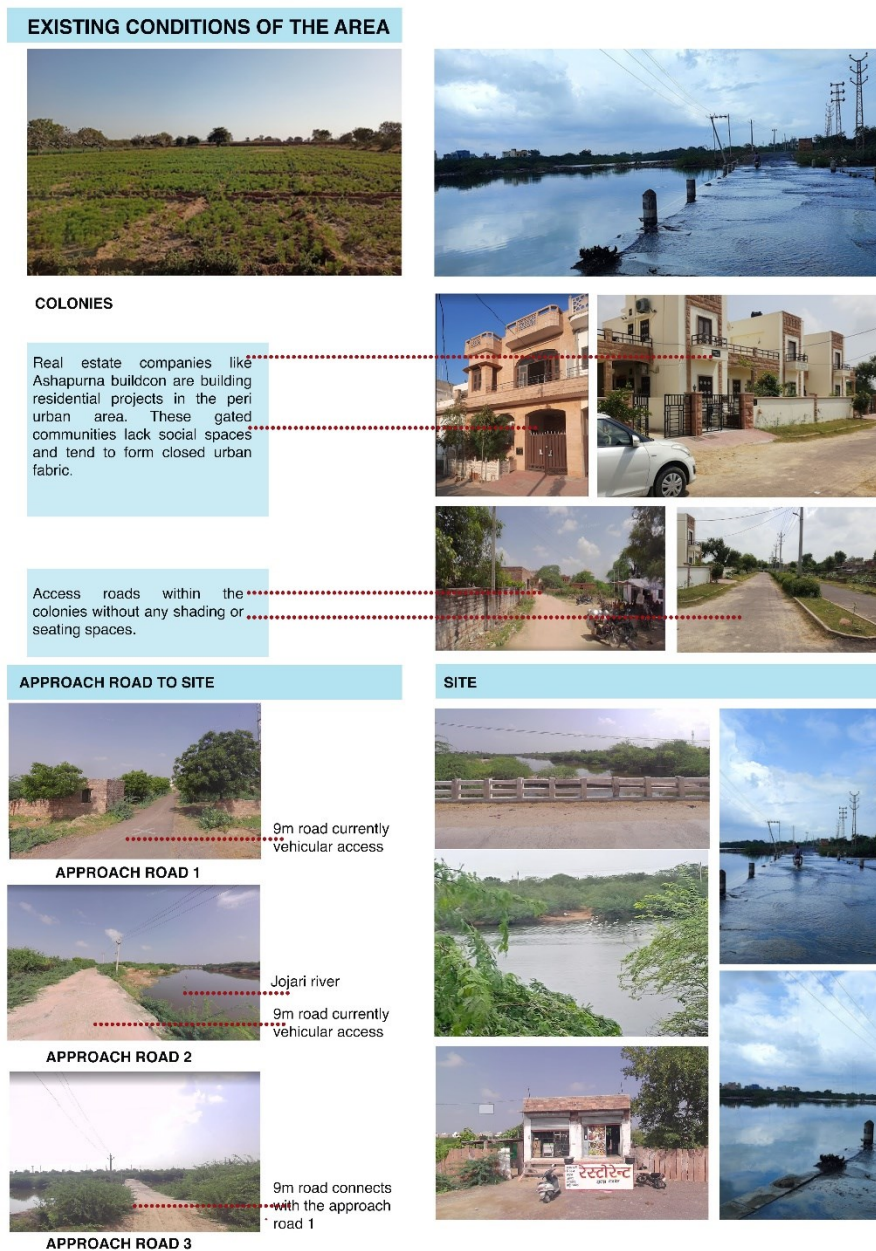 EXISTING CONDITIONS OF THE AREA
COLONIES
Real estate companies like
Ashapurna buildcon are building
residential projects in the peri
urban area. These gated
communities lack social spaces
and tend to form closed urban
fabric.
Access roads within the
colonies without any shading or
seating spaces.
APPROACH ROAD TO SITE
9m road currently
vehicular access
APPROACH ROAD 1
Jojari river
9m road currently
vehicular access
APPROACH ROAD 2
9m road connects
with the approach
road 1
APPROACH ROAD 3
SITE
रेस्टोरेन्ट